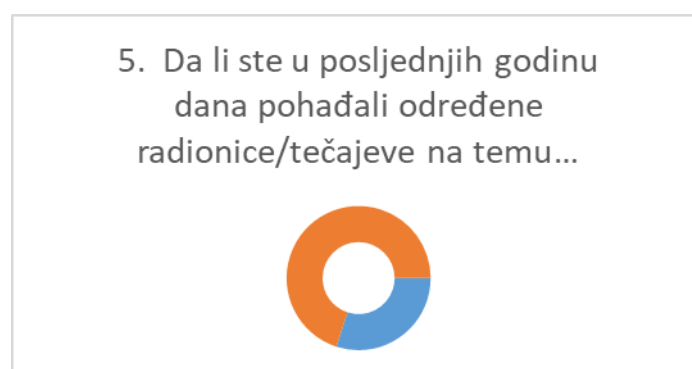 5. Da li ste u posljednjih godinu
dana pohađali određene
radionice/tečajeve na temu...